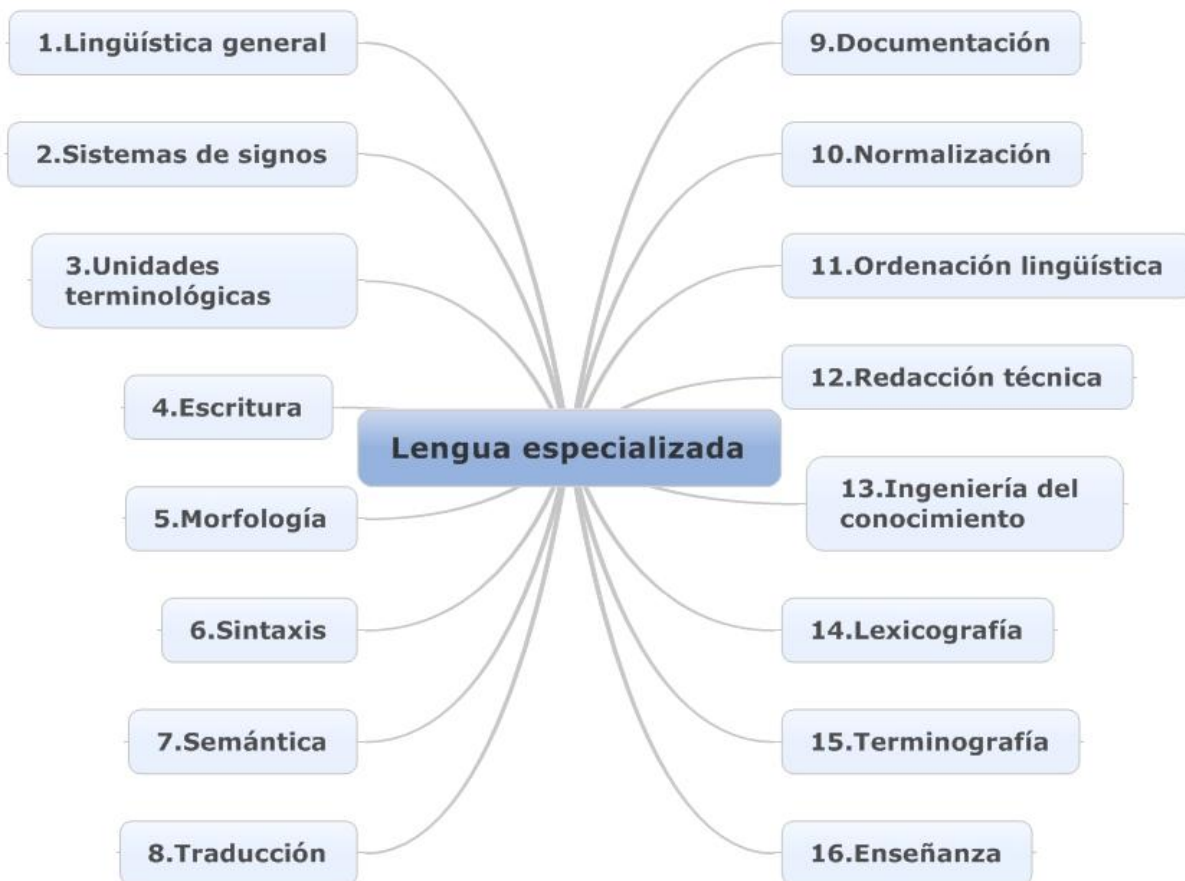 1.Lingüística general
2.Sistemas de signos
3.Unidades
terminológicas
4.Escritura
5.Morfología
6.Sintaxis
7.Semántica
8.Traducción
Lengua especializada
9.Documentación
10.Normalización
11.Ordenación lingüística
12.Redacción técnica
13.Ingeniería del
conocimiento
14.Lexicografía
15.Terminografía
16.Enseñanza